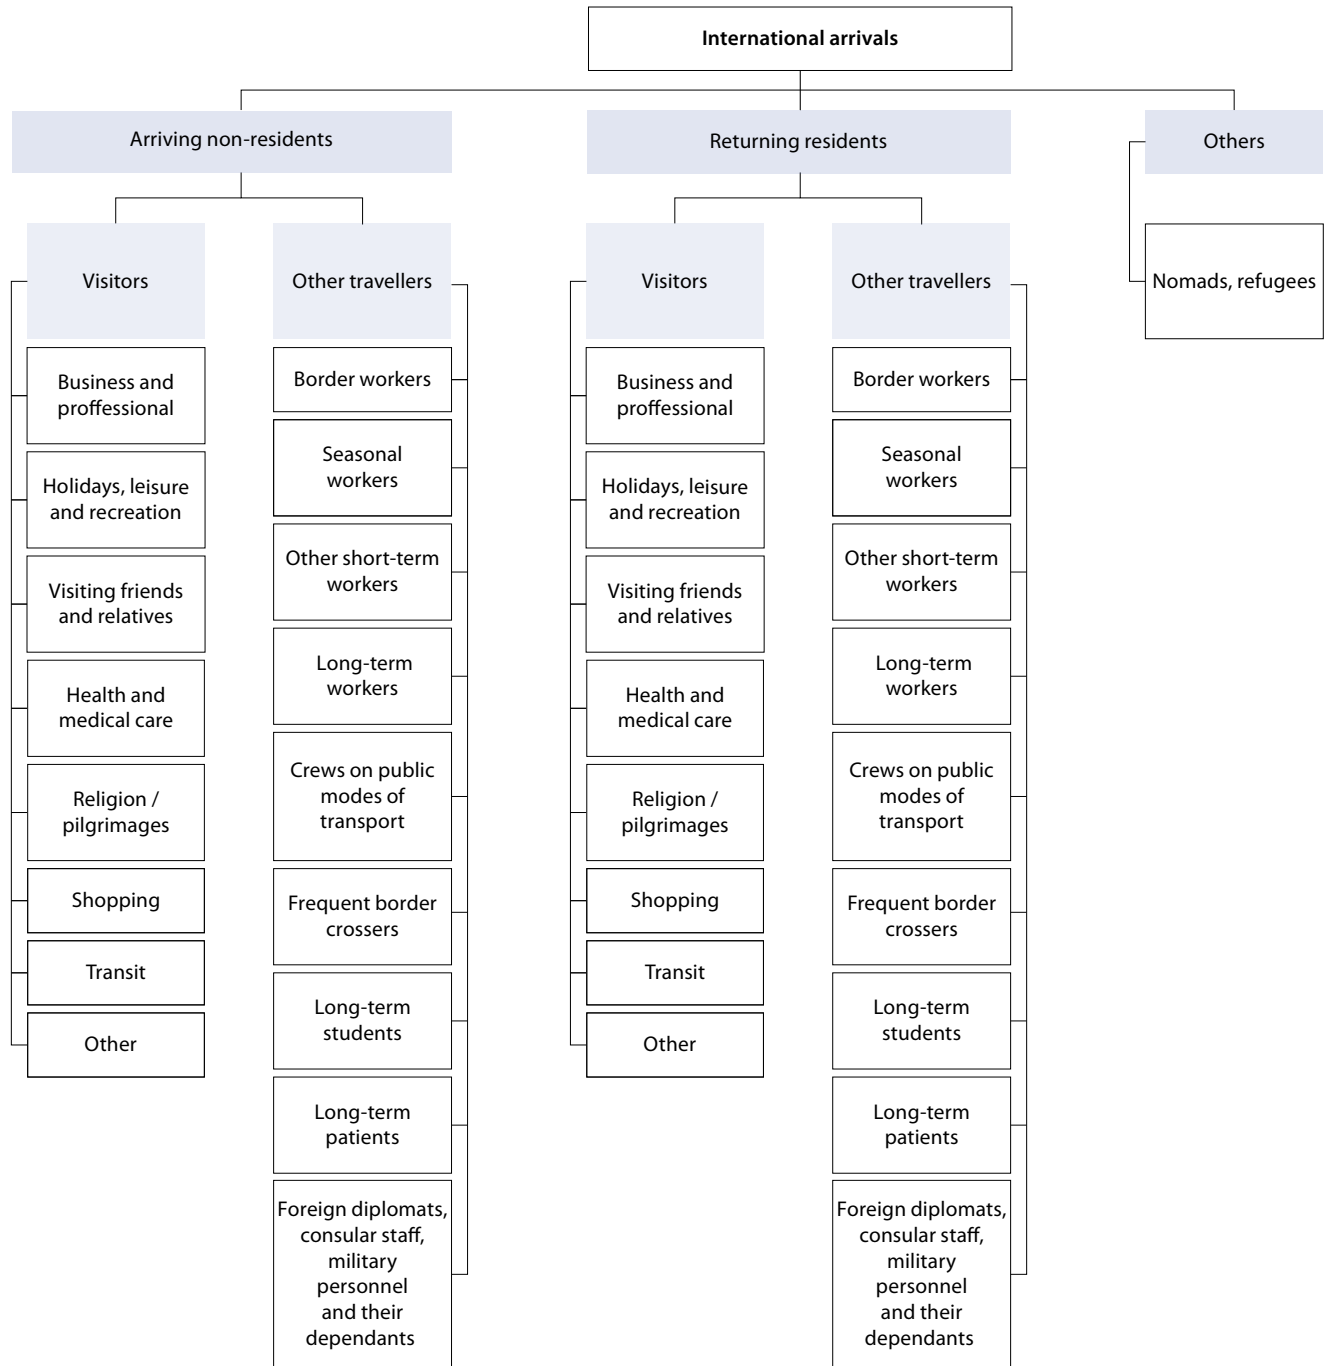 International arrivals
Arriving non-residents
Returning residents
Others
Visitors
Other travellers
Visitors
Other travellers
Nomads, refugees
Business and
proffessional
Holidays, leisure
and recreation
Visiting friends
and relatives
Health and
medical care
Religion /
pilgrimages
Shopping
Transit
Other
Border workers
Seasonal
workers
Other short-term
workers
Long-term
workers
Crews on public
modes of
transport
Frequent border
crossers
Long-term
students
Long-term
patients
Foreign diplomats,
consular staff,
military
personnel
and their
dependants
Business and
proffessional
Holidays, leisure
and recreation
Visiting friends
and relatives
Health and
medical care
Religion /
pilgrimages
Shopping
Transit
Other
Border workers
Seasonal
workers
Other short-term
workers
Long-term
workers
Crews on public
modes of
transport
Frequent border
crossers
Long-term
students
Long-term
patients
Foreign diplomats,
consular staff,
military
personnel
and their
dependants